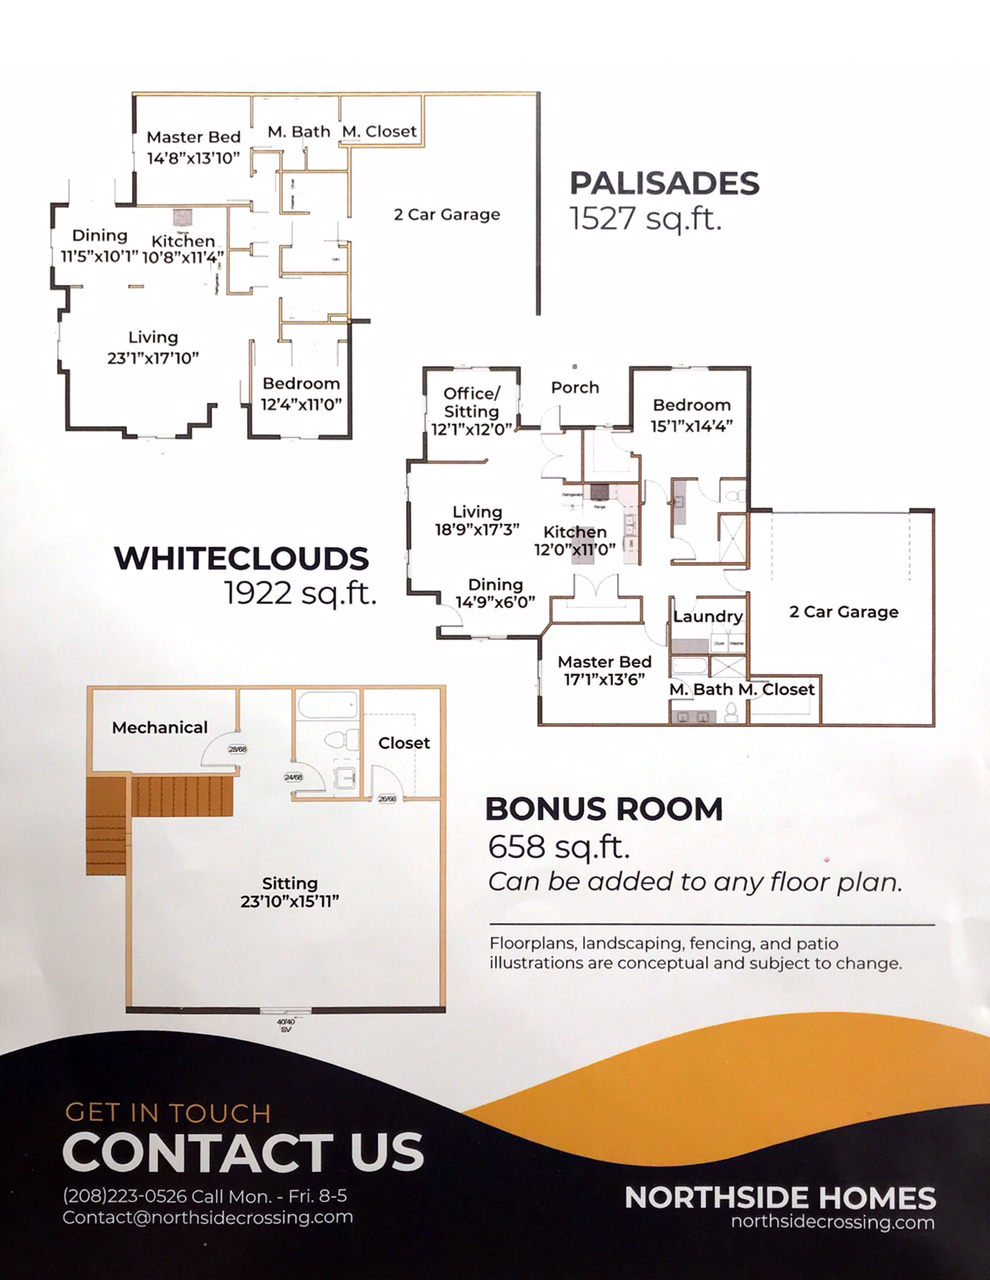 Master Bed
14'8"x13'10"
M. Bath
M. Closet
2 Car Garage
PALISADES
1527 sq.ft.
Dining
11'5"x10'1"
Kitchen
10'8"x11'4"
Range
Living
23'1"x17'10"
Bedroom
12'4"x11'0"
Office/
Sitting
12'1"x12'0"
Porch
Bedroom
15'1"x14'4"
WHITECLOUDS
1922 sq.ft.
Living
18'9"x17'3"
Refrigerator
Range
Kitchen
12'0"x11'0"
Dining
14'9"x6'0"
Laundry
Dryer
Washer
2 Car Garage
Master Bed
17'1"x13'6"
M. Bath
M. Closet
Mechanical
28/68
24/68
26/68
Closet
Sitting
23'10"x15'11"
40/40
SV
BONUS ROOM
658 sq.ft.
Can be added to any floor plan.
Floorplans, landscaping, fencing, and patio
illustrations are conceptual and subject to change.
GET IN TOUCH
CONTACT US
(208)223-0526 Call Mon. - Fri. 8-5
Contact@northsidecrossing.com
NORTHSIDE HOMES
northsidecrossing.com